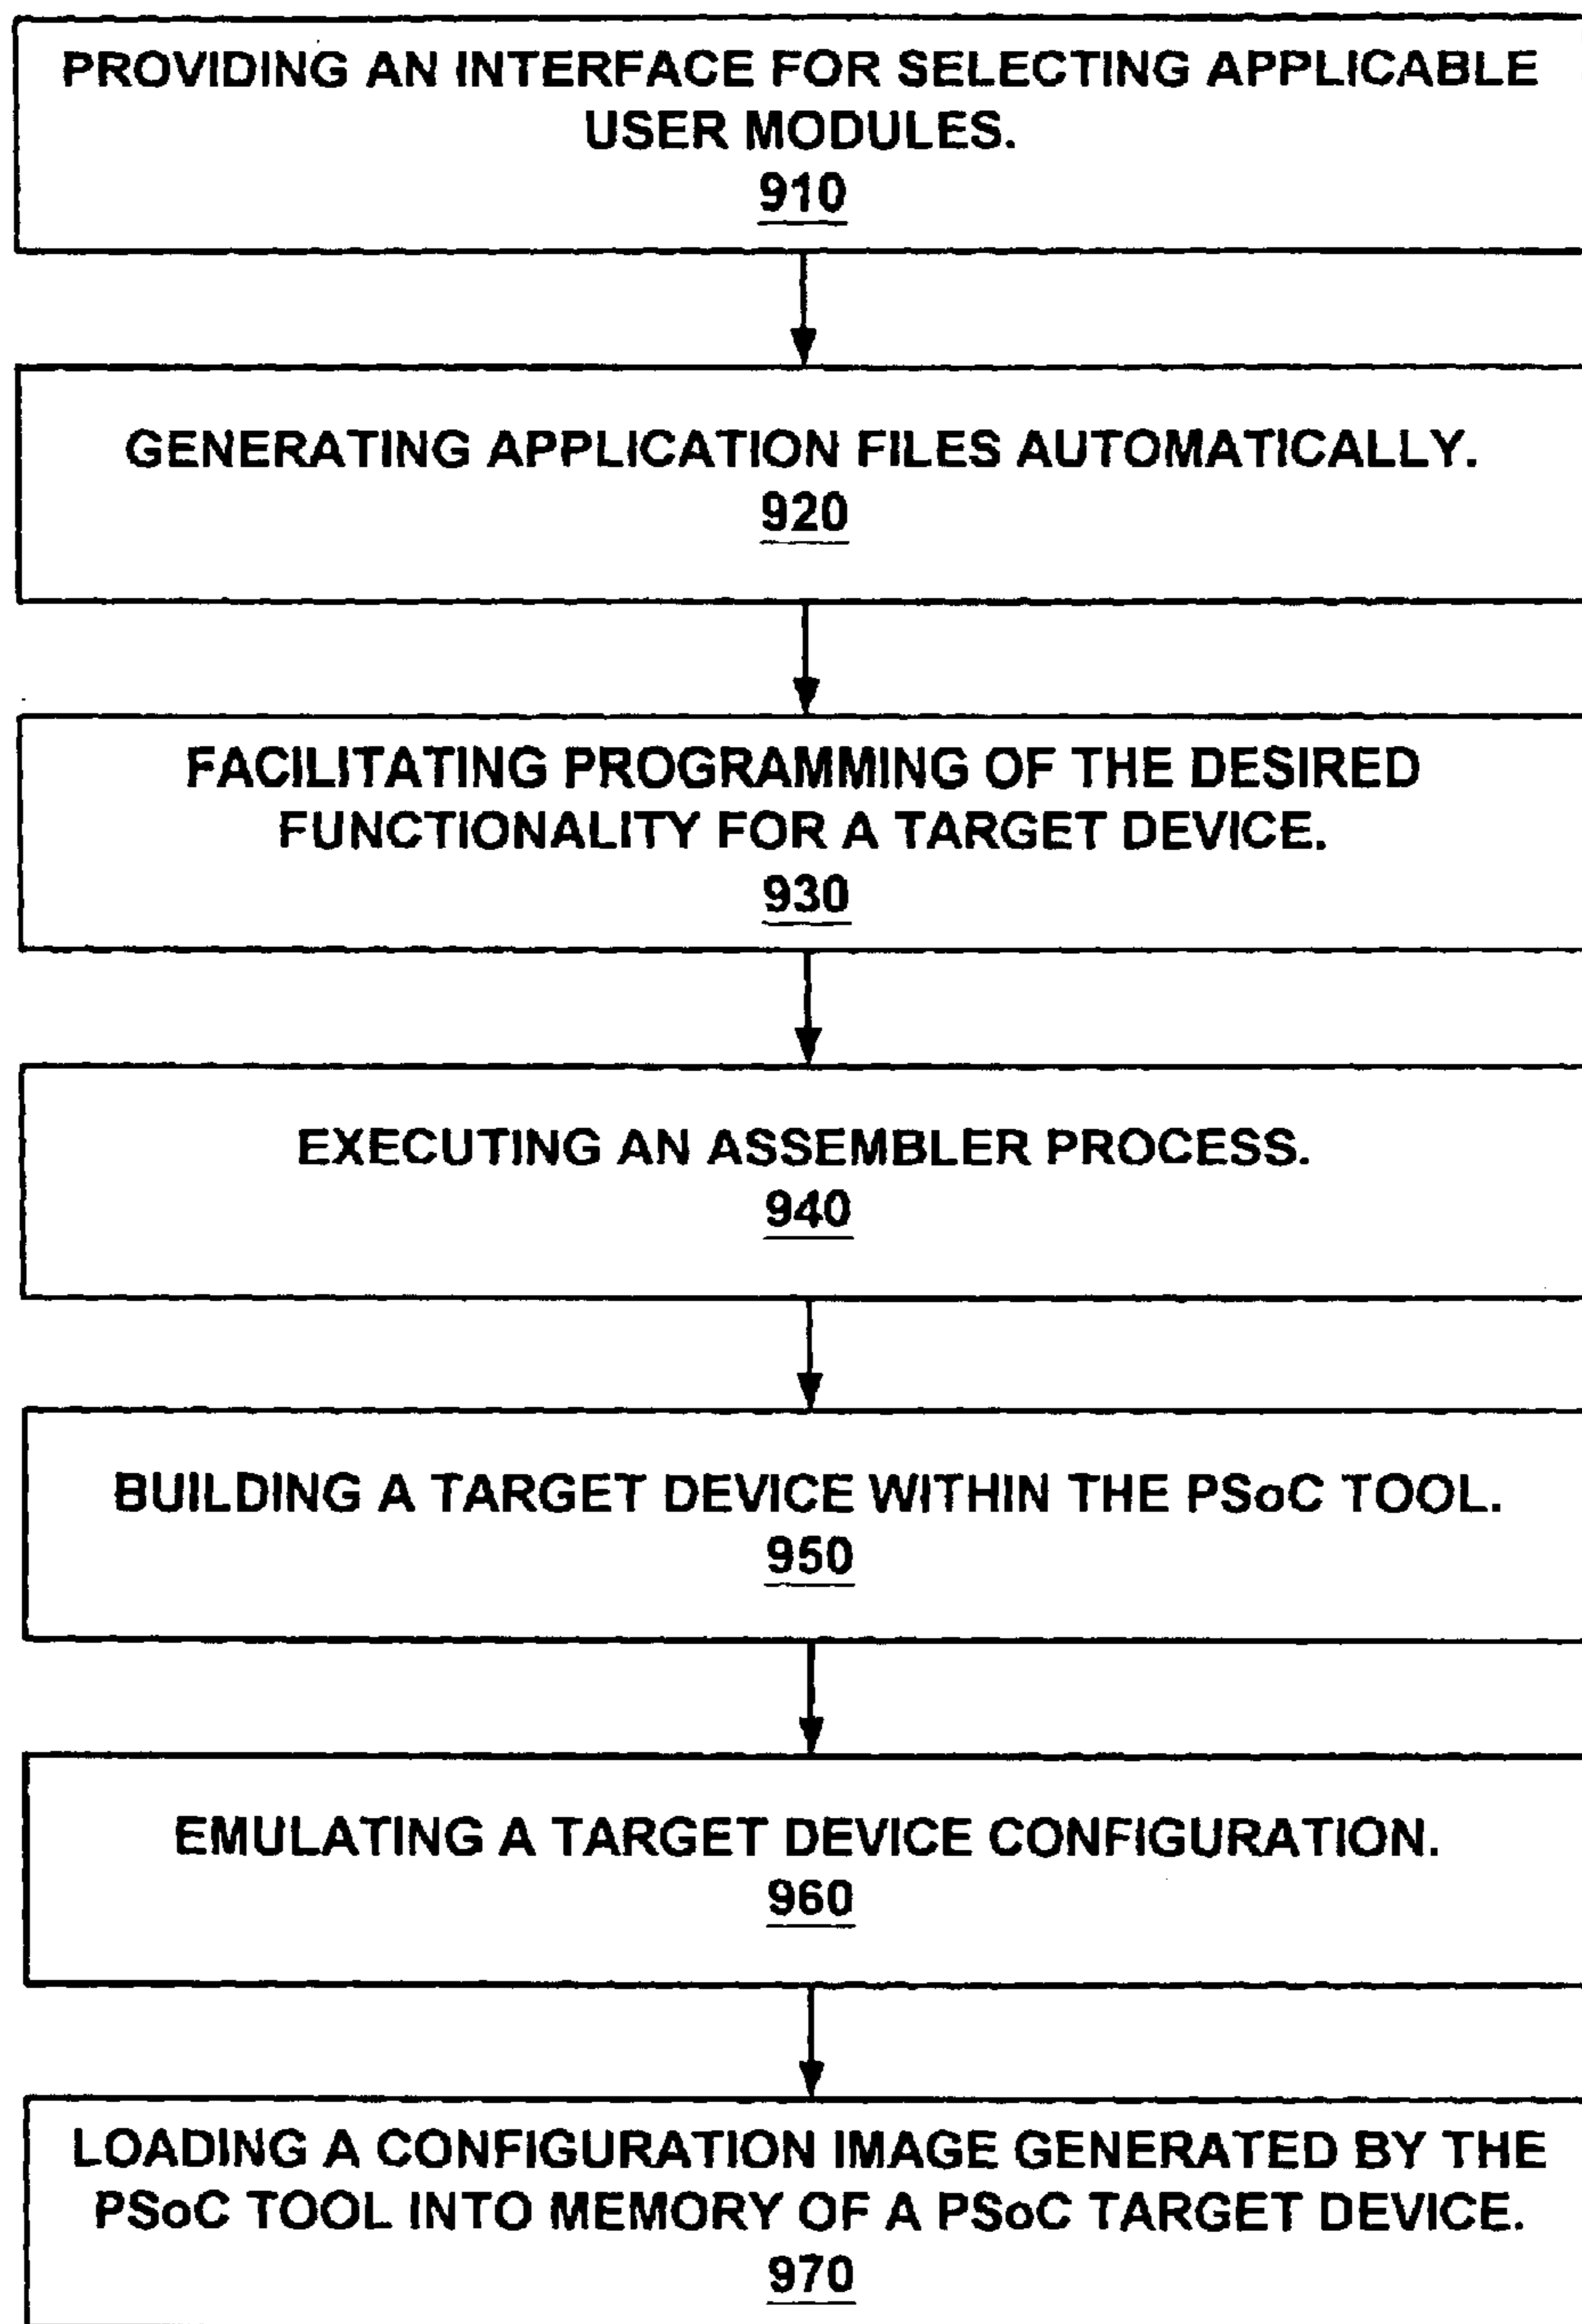 PROVIDING AN INTERFACE FOR SELECTING APPLICABLE
USER MODULES.
910
GENERATING APPLICATION FILES AUTOMATICALLY.
920
FACILITATING PROGRAMMING OF THE DESIRED
FUNCTIONALITY FOR A TARGET DEVICE.
930
EXECUTING AN ASSEMBLER PROCESS.
940
BUILDING A TARGET DEVICE WITHIN THE PSoC TOOL.
950
EMULATING A TARGET DEVICE CONFIGURATION.
960
LOADING A CONFIGURATION IMAGE GENERATED BY THE
PSoC TOOL INTO MEMORY OF A PSoC TARGET DEVICE.
970